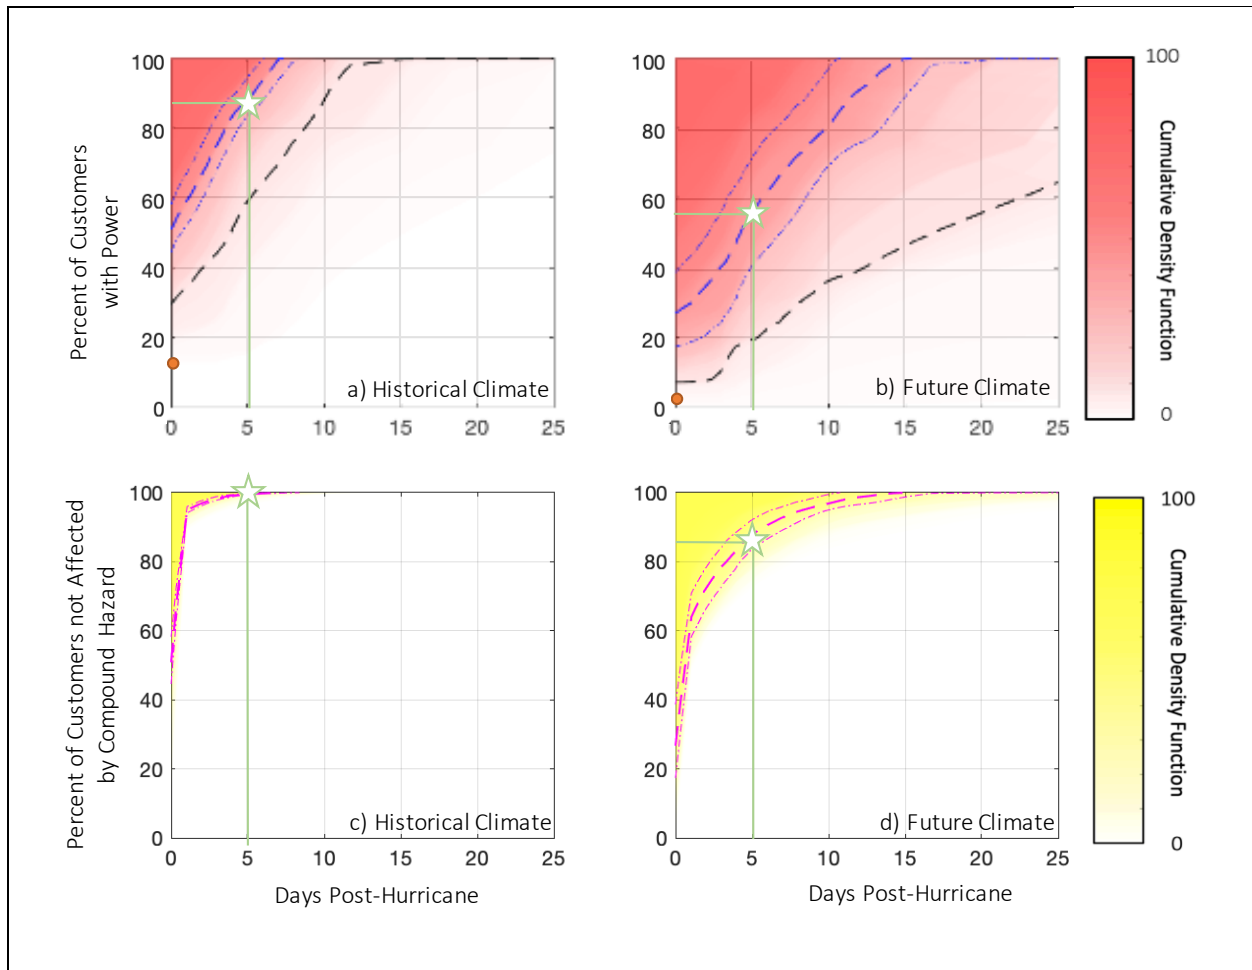 100
80
60
40
20
0
0 5 10 15 20 25
Percent of Customers
with Power
a) Historical Climate
100
80
60
40
20
0
0 5 10 15 20 25
b) Future Climate
100
0
Cumulative Density Function
100
80
60
40
20
0
0 5 10 15 20 25
Percent of Customers not Affected
by Compound Hazard
c) Historical Climate
Days Post-Hurricane
100
80
60
40
20
0
0 5 10 15 20 25
d) Future Climate
Days Post-Hurricane
100
0
Cumulative Density Function